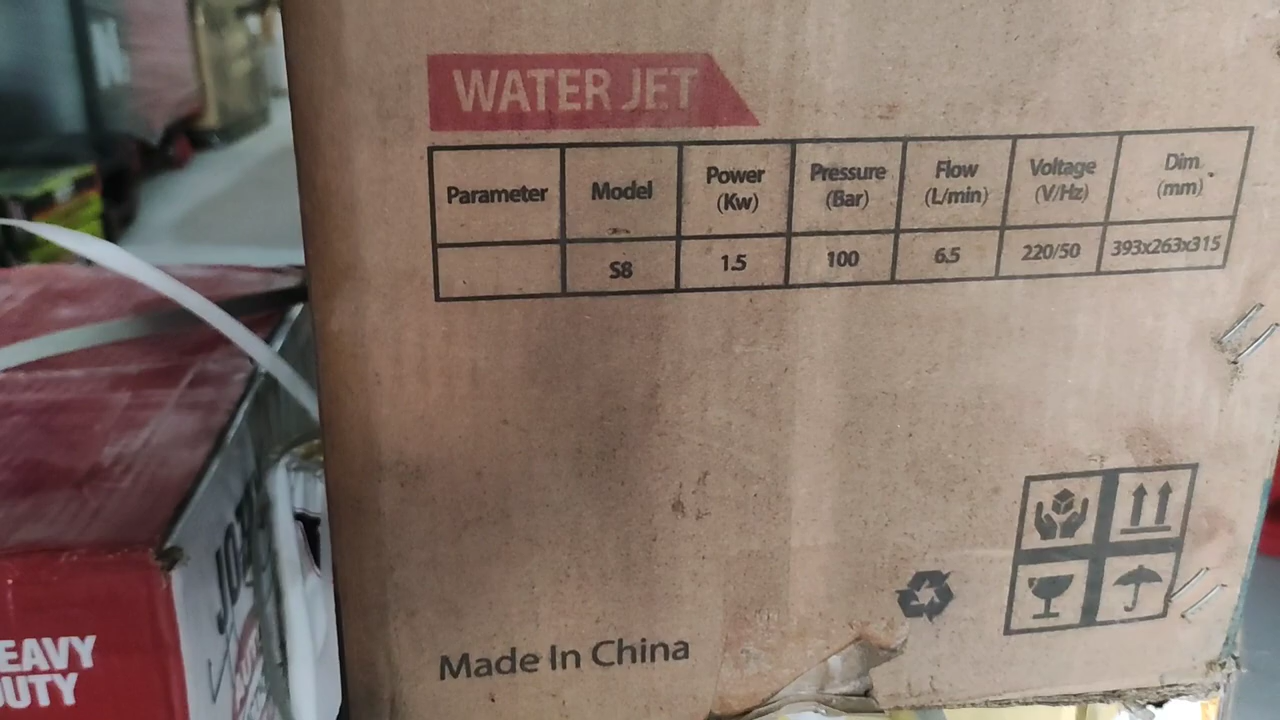 WATER JET
Parameter Model Power (Kw) Pressure (Bar) Flow (L/min) Voltage (V/Hz) Dim. (mm)
S8 1.5 100 6.5 220/50 393x263x315
Made In China
EAVY
UTY